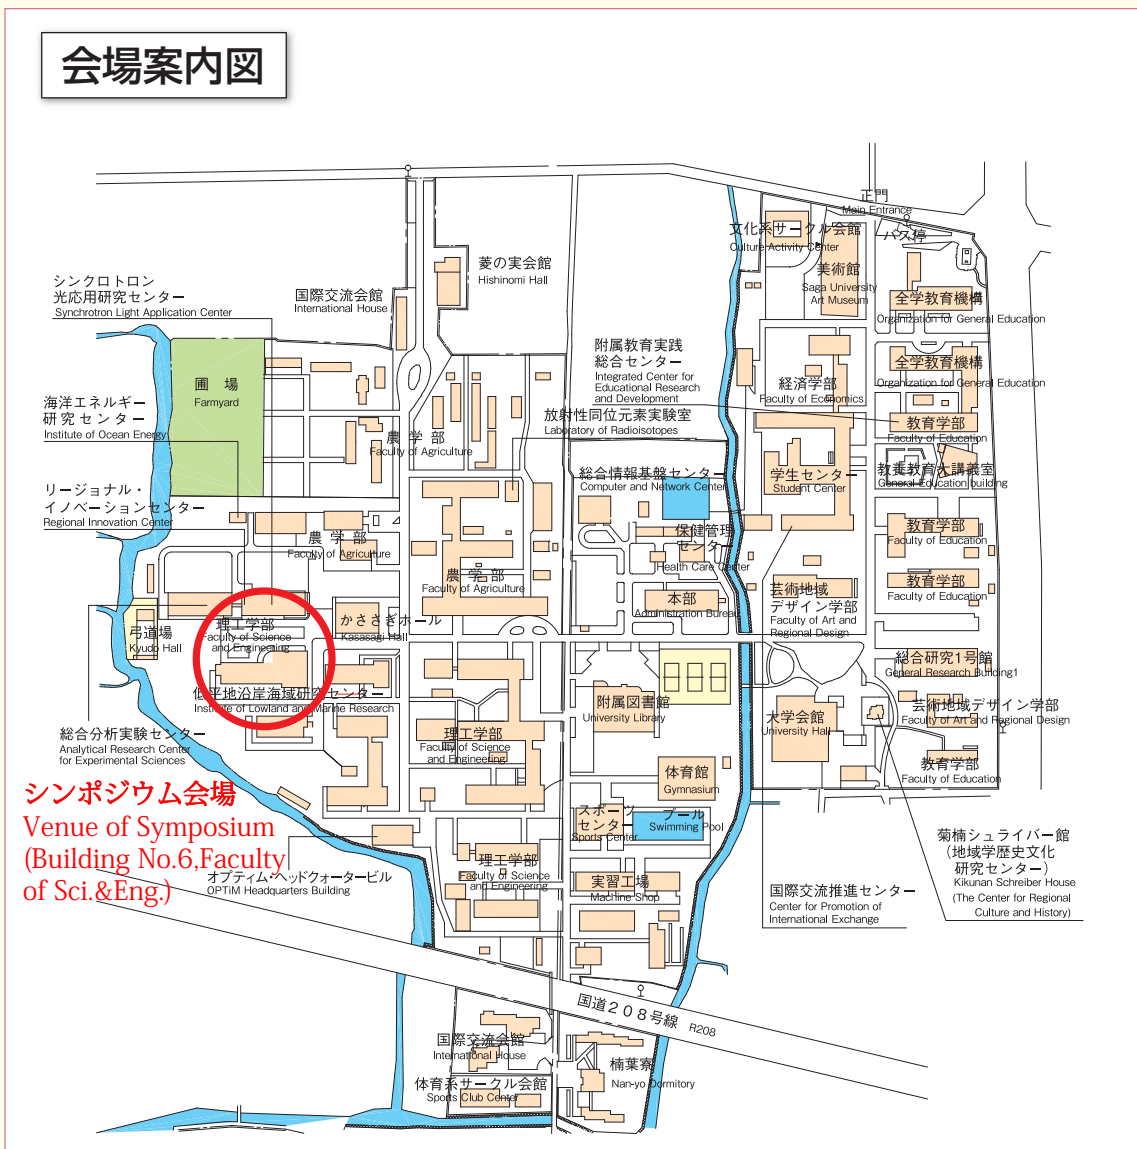 会場案内図
正門
Main Entrance
バス停
文化系サークル会館
Culture Activity Center
美術館
Saga University
Art Museum
菱の実会館
Hishinomi Hall
シンクロトロン
光応用研究センター
Synchrotron Light Application Center
国際交流会館
International House
全学教育機構
Organization for General Education
附属教育実践
総合センター
Integrated Center for
Educational Research
and Development
全学教育機構
Organization for General Education
経済学部
Faculty of Economics
圃場
Farmyard
海洋エネルギー
研究センター
Institute of Ocean Energy
放射性同位元素実験室
Laboratory of Radioisotopes
教育学部
Faculty of Education
農学部
Faculty of Agriculture
総合情報基盤センター
Computer and Network Center
学生センター
Student Center
教養教育大講義室
General Education building
リージョナル・
イノベーションセンター
Regional Innovation Center
農学部
Faculty of Agriculture
保健管理
センター
Health Care Center
教育学部
Faculty of Education
農学部
Faculty of Agriculture
教育学部
Faculty of Education
本部
Administration Bureau
芸術地域
デザイン学部
Faculty of Art and
Regional Design
弓道場
Kyudo Hall
理工学部
Faculty of Science
and Engineering
かささぎホール
Kasasagi Hall
総合研究1号館
General Research Building1
低平地沿岸海域研究センター
Institute of Lowland and Marine Research
附属図書館
University Library
大学会館
University Hall
芸術地域デザイン学部
Faculty of Art and Regional Design
総合分析実験センター
Analytical Research Center
for Experimental Sciences
理工学部
Faculty of Science
and Engineering
体育館
Gymnasium
教育学部
Faculty of Education
シンポジウム会場
Venue of Symposium
(Building No.6,Faculty
of Sci.&Eng.)
スポーツ
センター
Sports Center
プール
Swimming Pool
菊楠シュライバー館
（地域学歴史文化
研究センター）
Kikunan Schreiber House
(The Center for Regional
Culture and History)
オプティム・ヘッドクォータービル
OPTiM Headquarters Building
理工学部
Faculty of Science
and Engineering
実習工場
Machine Shop
国際交流推進センター
Center for Promotion of
International Exchange
国道208号線 R208
国際交流会館
International House
楠葉寮
Nan-yo Dormitory
体育系サークル会館
Sports Club Center